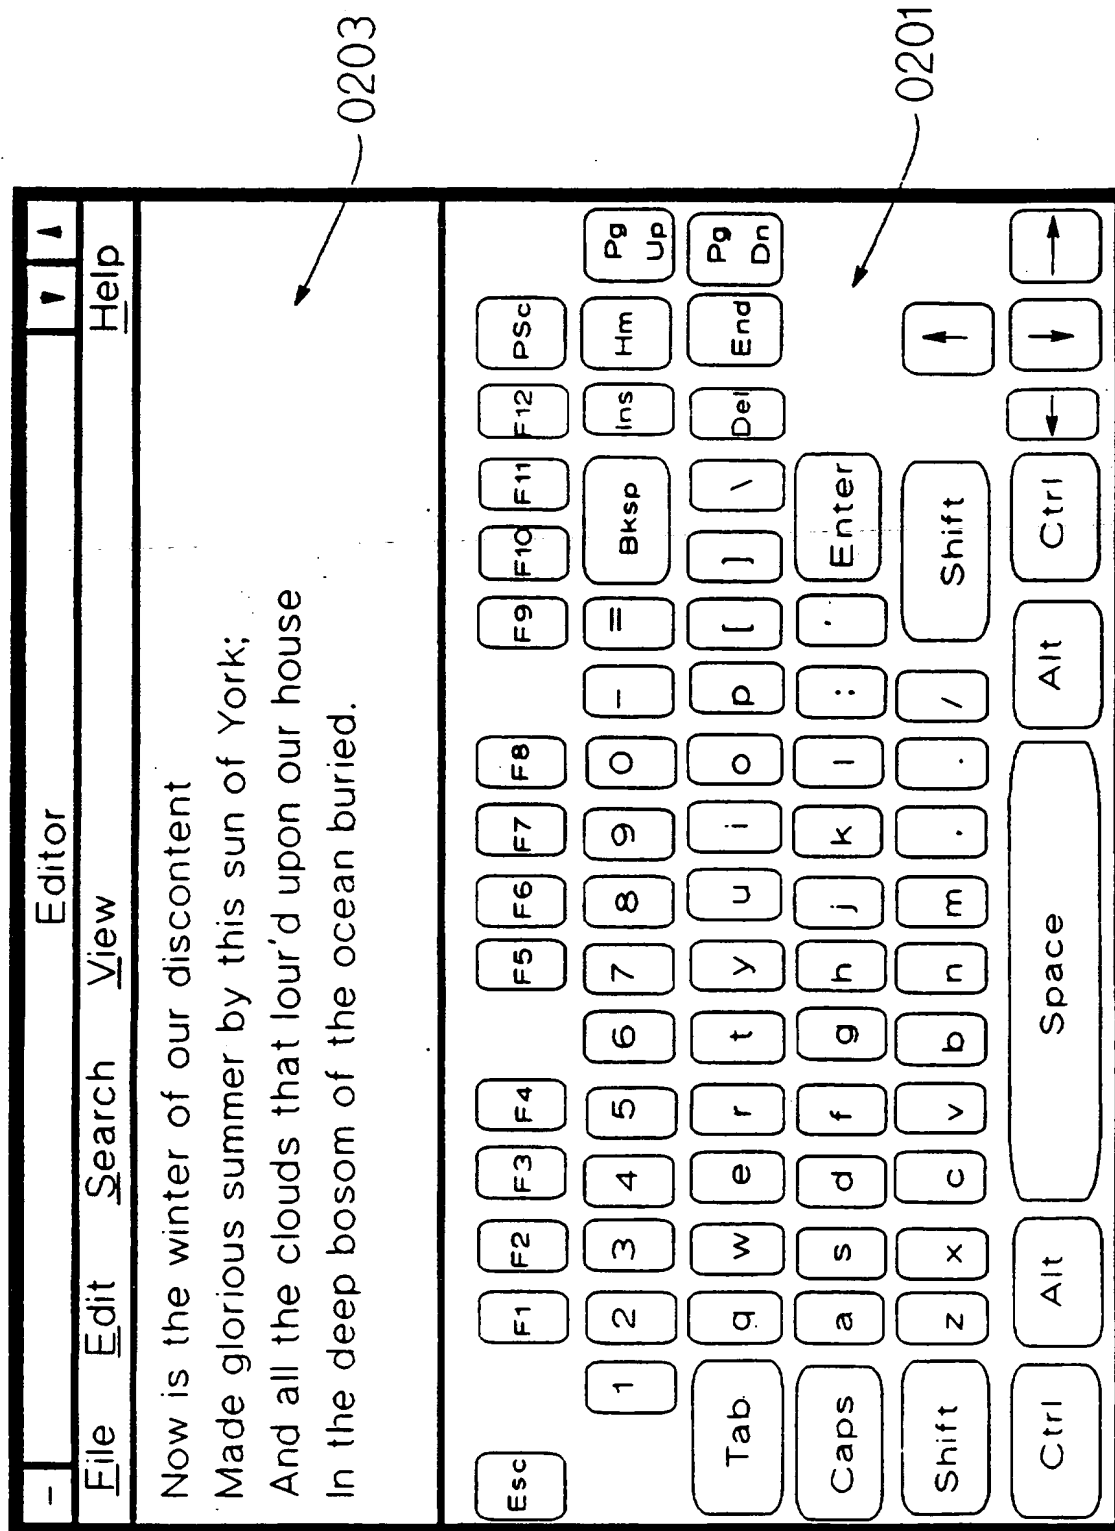 - Editor
File Edit Search View Help
Now is the winter of our discontent
Made glorious summer by this sun of York;
And all the clouds that lour'd upon our house
In the deep bosom of the ocean buried.
0203
Esc F1 F2 F3 F4 F5 F6 F7 F8 F9 F10 F11 F12 PSc
1 2 3 4 5 6 7 8 9 0 - = Bksp Ins Hm Pg Up
Tab q w e r t y u i o p [ ] \ Del End Pg Dn
Caps a s d f g h j k l : ' Enter
0201
Shift z x c v b n m . . / Shift ↑
Ctrl Alt Space Alt Ctrl ← ↓ →